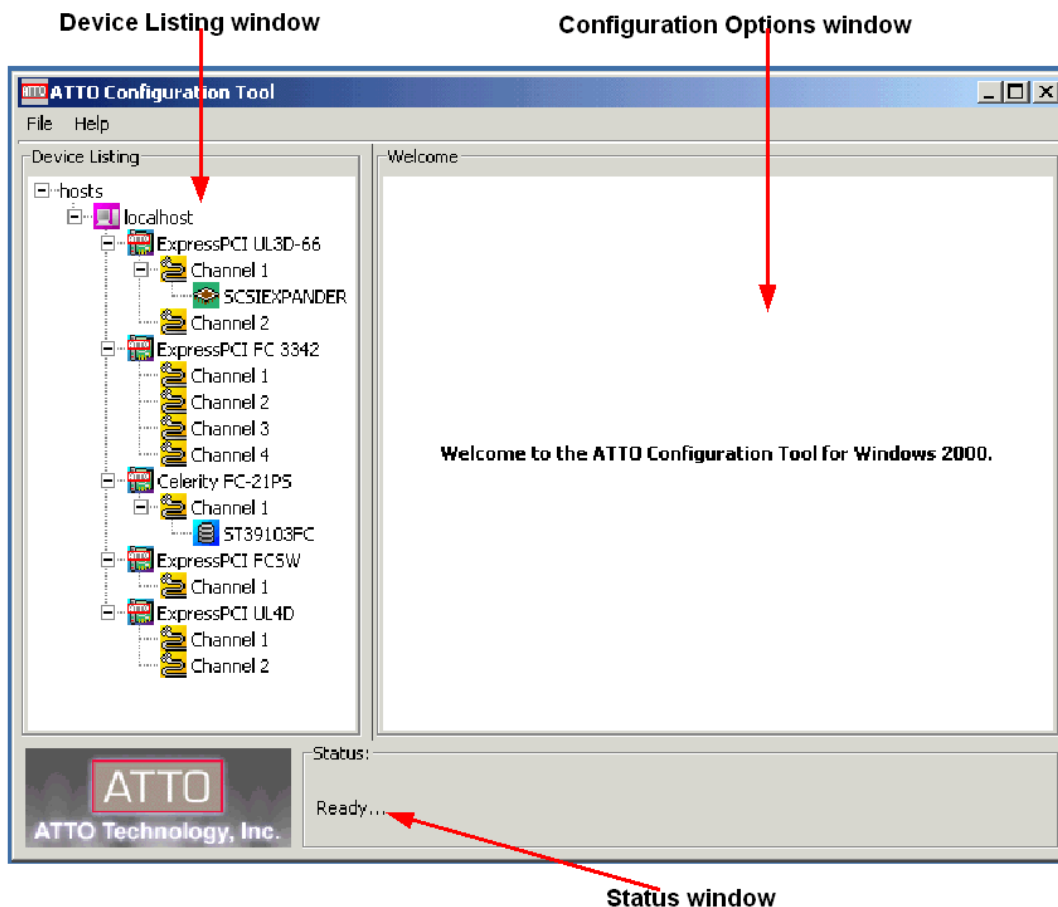 Device Listing window
Configuration Options window
ATTO ATTO Configuration Tool
File Help
Device Listing
Welcome
hosts
localhost
ExpressPCI UL3D-66
Channel 1
SCSIEXPANDER
Channel 2
ExpressPCI FC 3342
Channel 1
Channel 2
Channel 3
Channel 4
Celerity FC-21PS
Channel 1
ST39103FC
ExpressPCI FCSW
Channel 1
ExpressPCI UL4D
Channel 1
Channel 2
Welcome to the ATTO Configuration Tool for Windows 2000.
ATTO
ATTO Technology, Inc.
Status:
Ready...
Status window